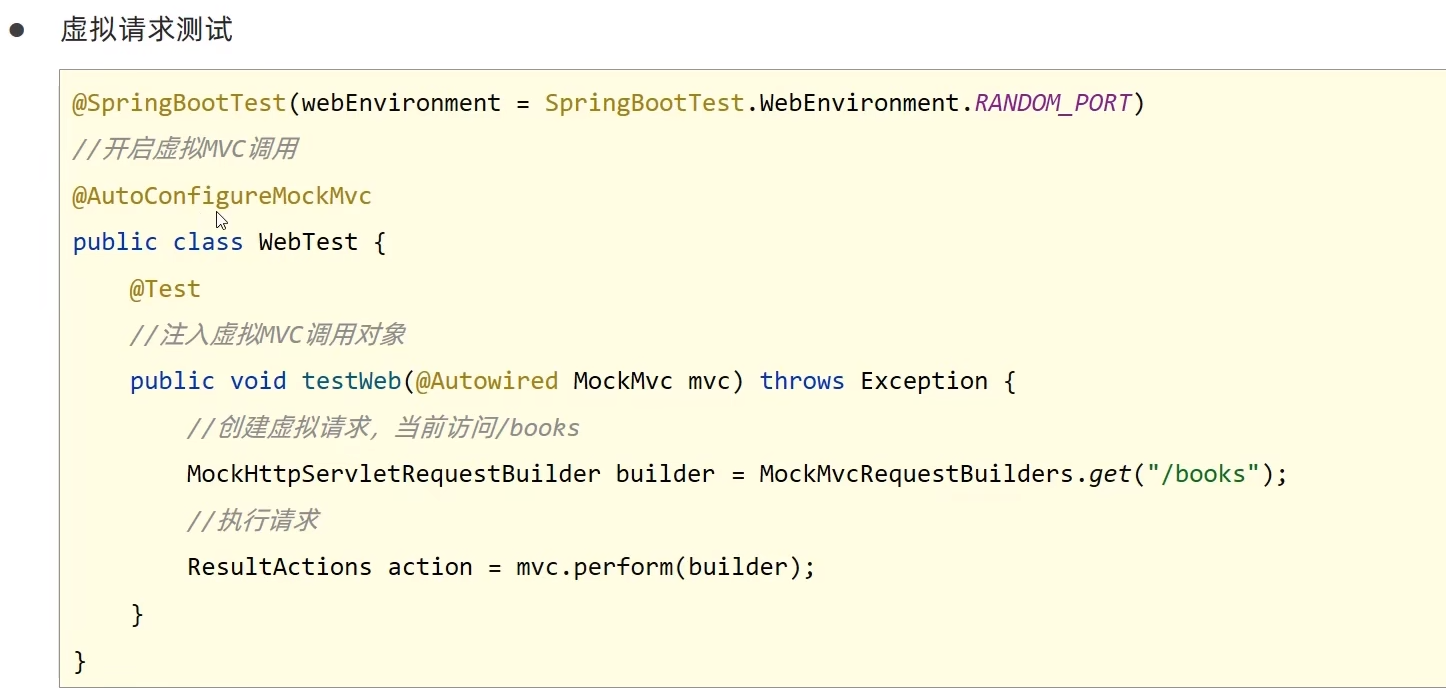 ● 虚拟请求测试
@SpringBootTest(webEnvironment = SpringBootTest.WebEnvironment.RANDOM_PORT)
//开启虚拟MVC调用
@AutoConfigureMockMvc
public class WebTest {
    @Test
    //注入虚拟MVC调用对象
    public void testWeb(@Autowired MockMvc mvc) throws Exception {
        //创建虚拟请求，当前访问/books
        MockHttpServletRequestBuilder builder = MockMvcRequestBuilders.get("/books");
        //执行请求
        ResultActions action = mvc.perform(builder);
    }
}